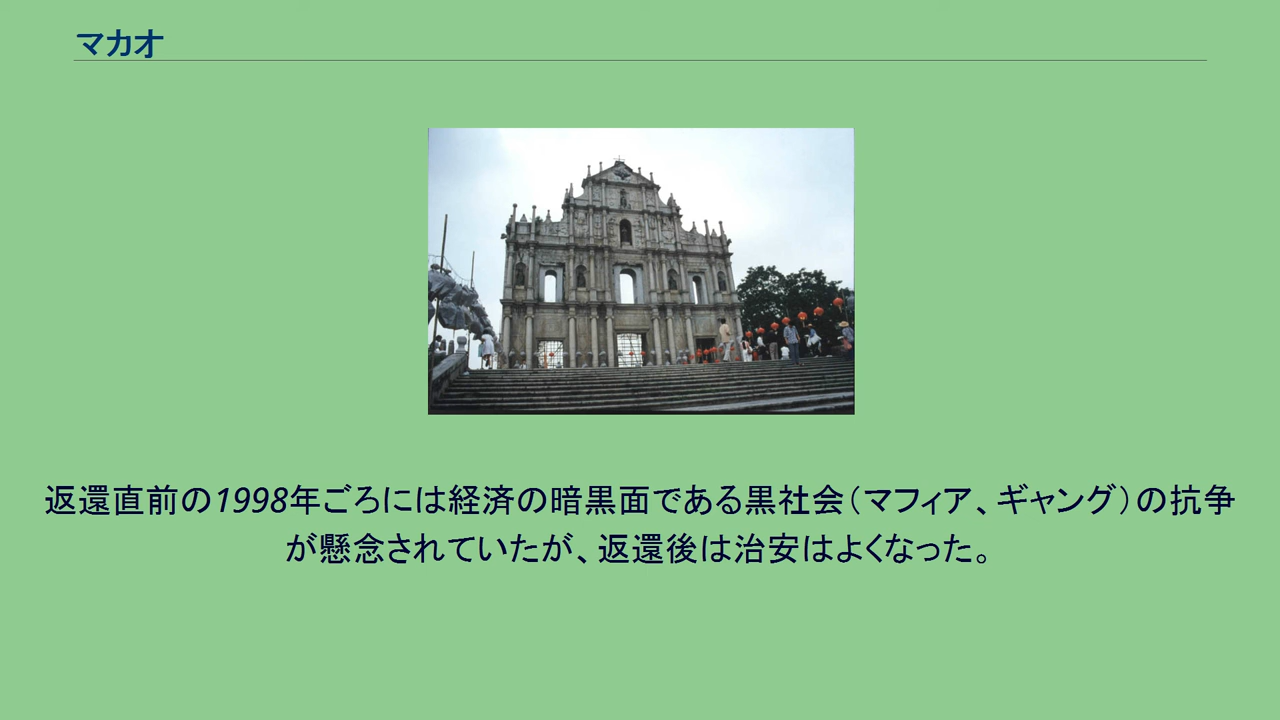 マカオ
返還直前の1998年ごろには経済の暗黒面である黒社会（マフィア、ギャング）の抗争
が懸念されていたが、返還後は治安はよくなった。